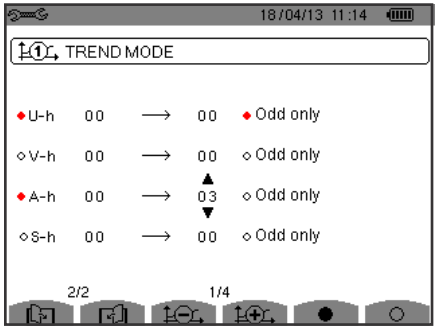 18/04/13 11:14
1 TREND MODE
U-h 00 → 00 Odd only
V-h 00 → 00 Odd only
A-h 00 → 03 Odd only
S-h 00 → 00 Odd only
2/2 1/4